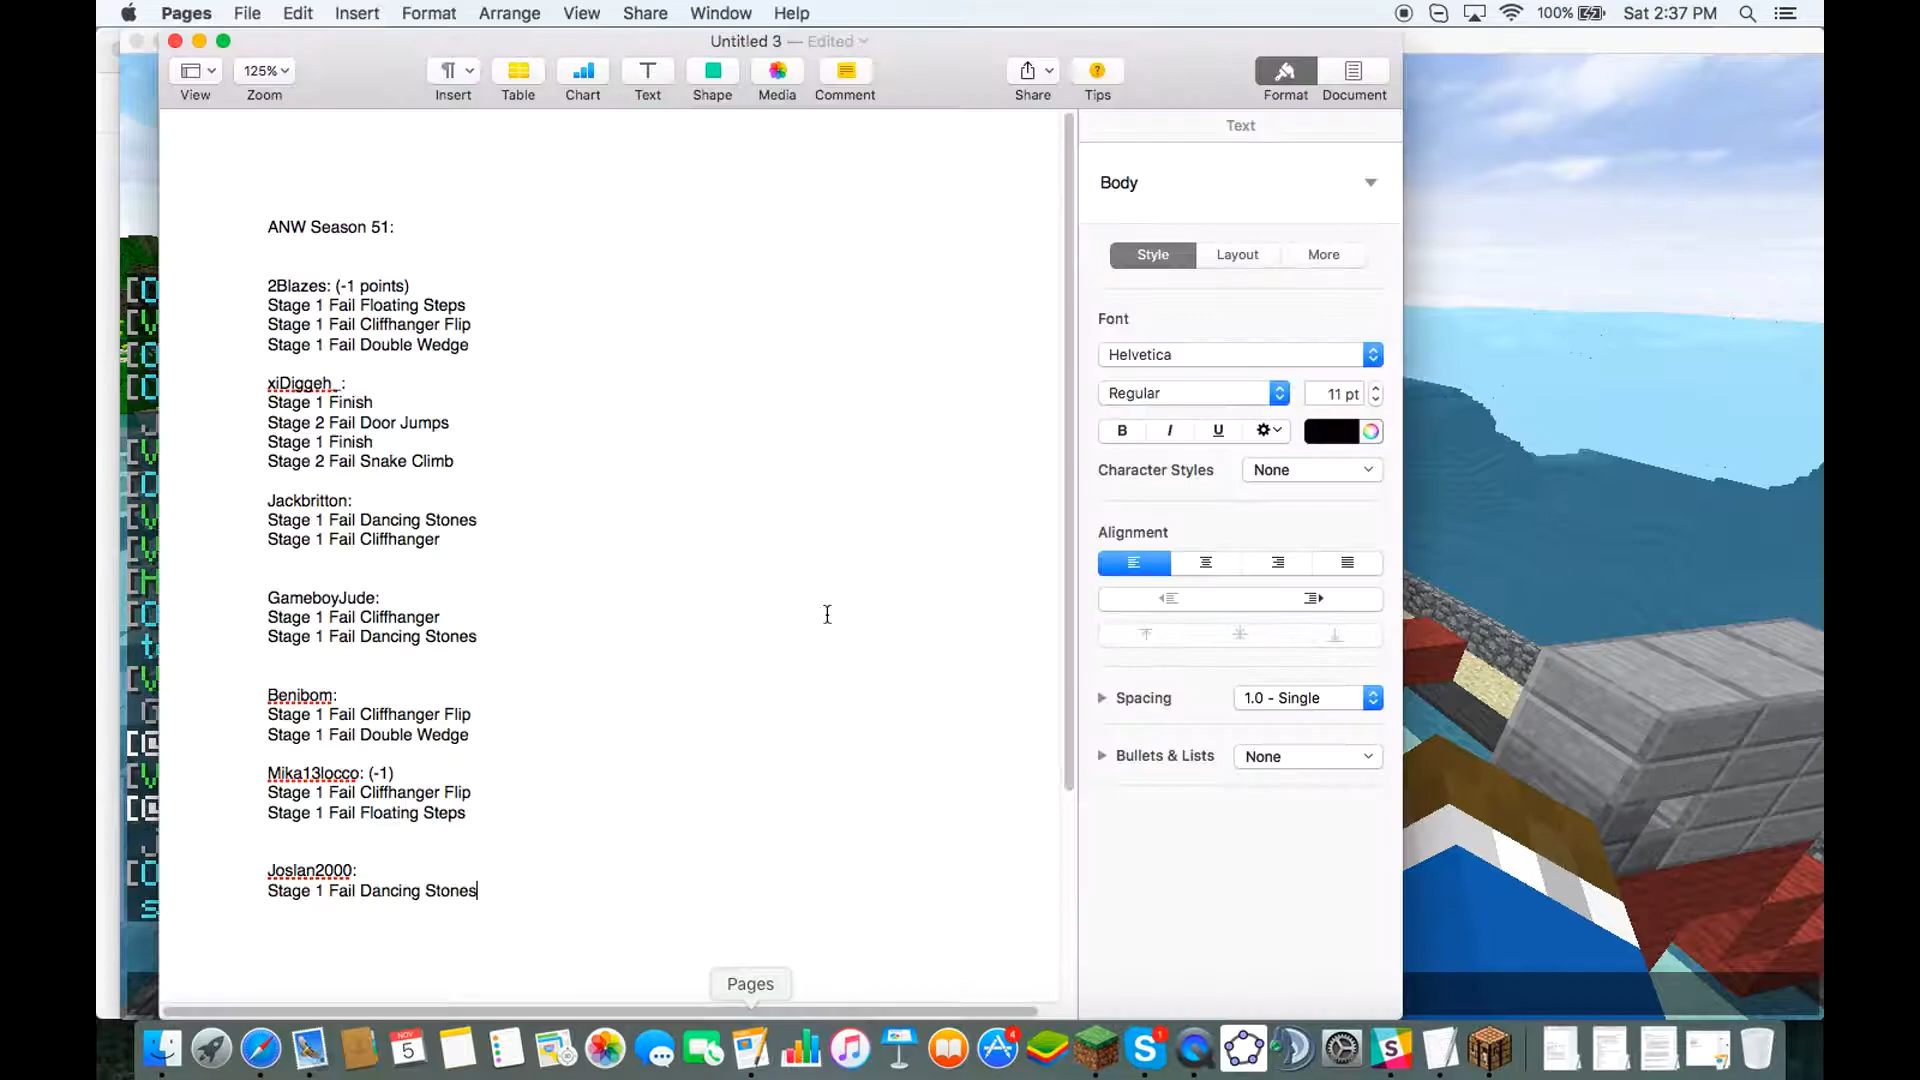 Pages File Edit Insert Format Arrange View Share Window Help 100% Sat 2:37 PM
Untitled 3 — Edited
125%
View Zoom Insert Table Chart Text Shape Media Comment Share Tips Format Document
Text
Body
Style Layout More
Font
Helvetica
Regular 11 pt
B I U
Character Styles None
Alignment
Spacing 1.0 - Single
Bullets & Lists None
ANW Season 51:
2Blazes: (-1 points)
Stage 1 Fail Floating Steps
Stage 1 Fail Cliffhanger Flip
Stage 1 Fail Double Wedge
xiDiggeh_:
Stage 1 Finish
Stage 2 Fail Door Jumps
Stage 1 Finish
Stage 2 Fail Snake Climb
Jackbritton:
Stage 1 Fail Dancing Stones
Stage 1 Fail Cliffhanger
GameboyJude:
Stage 1 Fail Cliffhanger
Stage 1 Fail Dancing Stones
Benibom:
Stage 1 Fail Cliffhanger Flip
Stage 1 Fail Double Wedge
Mika13locco: (-1)
Stage 1 Fail Cliffhanger Flip
Stage 1 Fail Floating Steps
Joslan2000:
Stage 1 Fail Dancing Stones
Pages
NOV
5
4
1